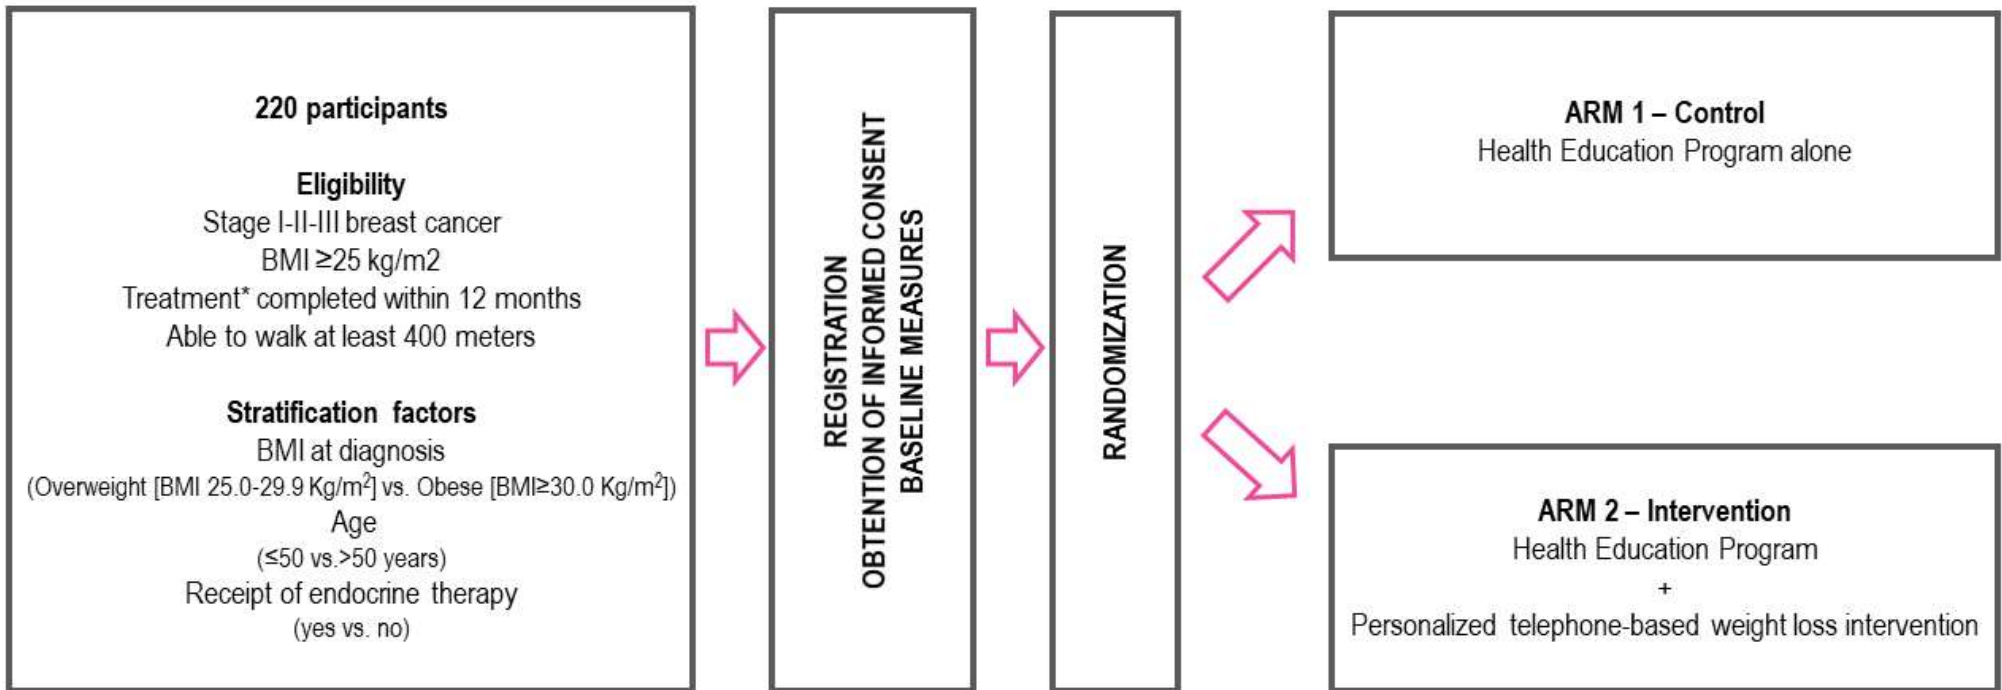 220 participants
Eligibility
Stage I-II-III breast cancer
BMI ≥25 kg/m2
Treatment* completed within 12 months
Able to walk at least 400 meters
Stratification factors
BMI at diagnosis
(Overweight [BMI 25.0-29.9 Kg/m²] vs. Obese [BMI≥30.0 Kg/m²])
Age
(≤50 vs.>50 years)
Receipt of endocrine therapy
(yes vs. no)
REGISTRATION
OBTENTION OF INFORMED CONSENT
BASELINE MEASURES
RANDOMIZATION
ARM 1 – Control
Health Education Program alone
ARM 2 – Intervention
Health Education Program
+
Personalized telephone-based weight loss intervention